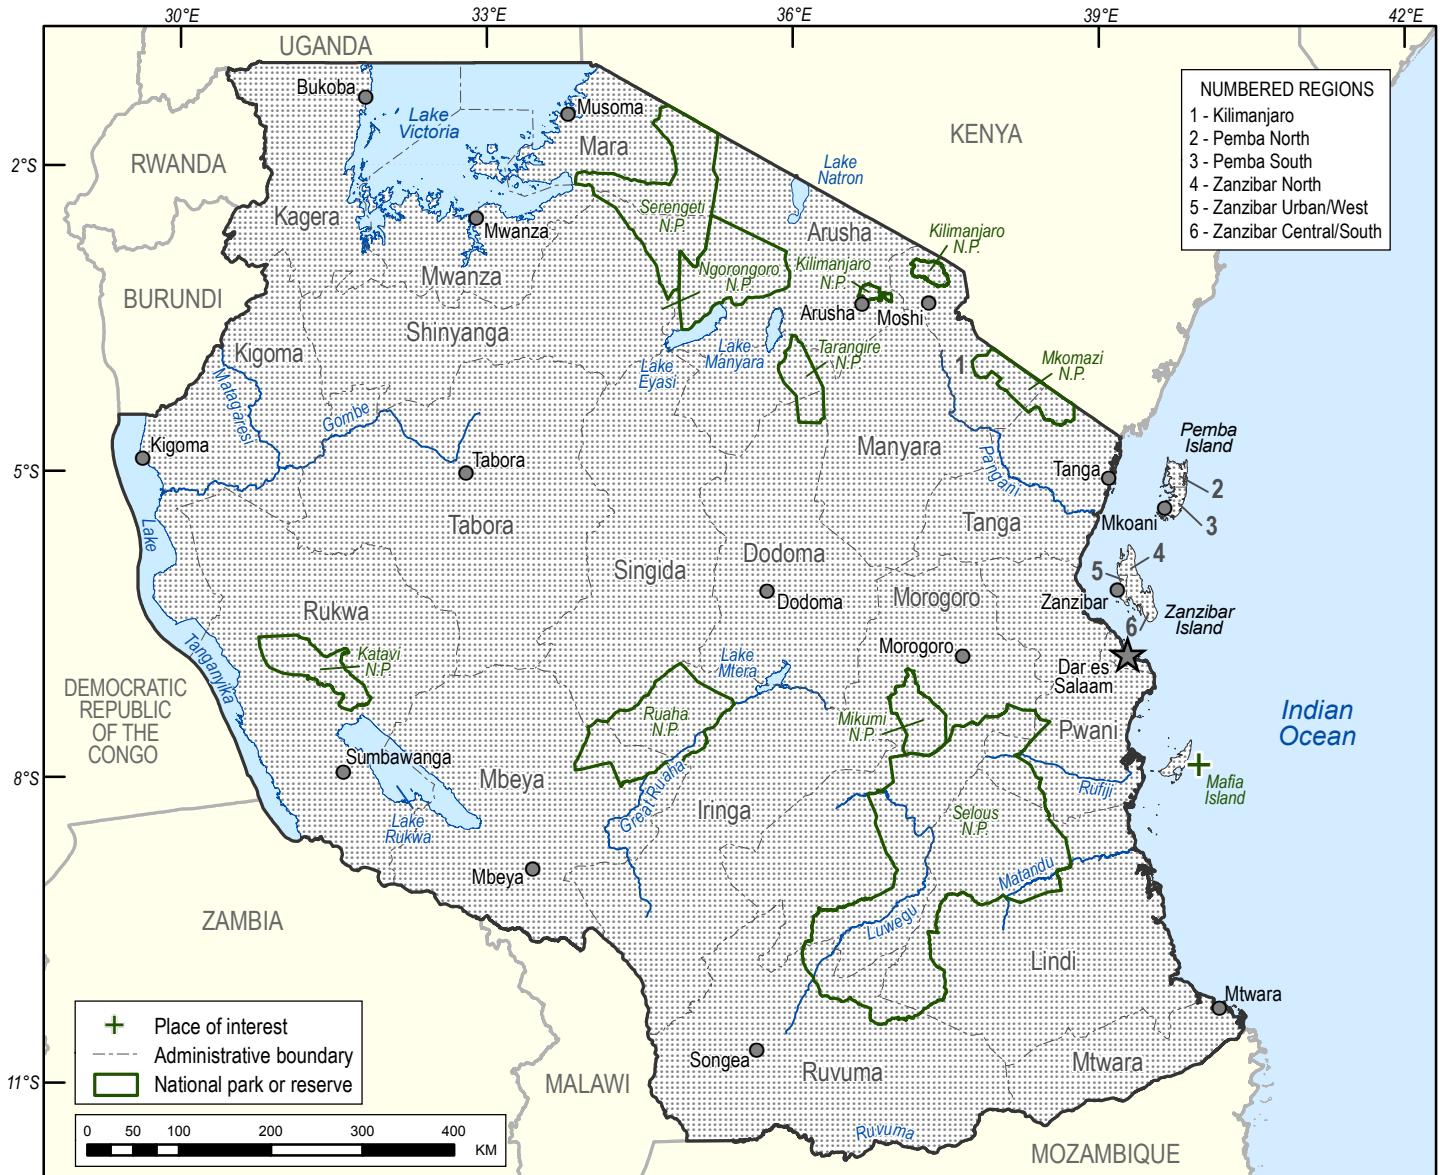 30°E
33°E
36°E
39°E
42°E
UGANDA
Bukoba
Lake
Victoria
Musoma
Mara
KENYA
NUMBERED REGIONS
1 - Kilimanjaro
2 - Pemba North
3 - Pemba South
4 - Zanzibar North
5 - Zanzibar Urban/West
6 - Zanzibar Central/South
2°S
RWANDA
Lake
Natron
Kagera
Mwanza
Serengeti
N.P.
Arusha
Kilimanjaro
N.P.
Mwanza
Ngorongoro
N.P.
Kilimanjaro
N.P.
BURUNDI
Arusha
Moshi
Shinyanga
Kigoma
Lake
Manyara
Lake
Eyasi
Tarangire
N.P.
1
Mkomazi
N.P.
Matagaresi
Gombe
Kigoma
Tabora
Manyara
Pangani
Pemba
Island
5°S
Tanga
2
Mkoani
3
Lake
Tabora
Tanga
Dodoma
Singida
4
5
Dodoma
Morogoro
Zanzibar
Rukwa
Zanzibar
Island
6
Tanganyika
Katavi
N.P.
Lake
Mtera
Morogoro
Dar es
Salaam
DEMOCRATIC
REPUBLIC
OF THE
CONGO
Ruaha
N.P.
Mikumi
N.P.
Pwani
Indian
Ocean
Sumbawanga
8°S
Mbeya
Great Ruaha
Rufiji
Mafia
Island
Lake
Rukwa
Iringa
Selous
N.P.
Mbeya
Matandu
ZAMBIA
Luwegu
Lindi
Mtwara
Place of interest
Administrative boundary
National park or reserve
Songea
Ruvuma
Mtwara
11°S
MALAWI
0 50 100 200 300 400 KM
Ruvuma
MOZAMBIQUE